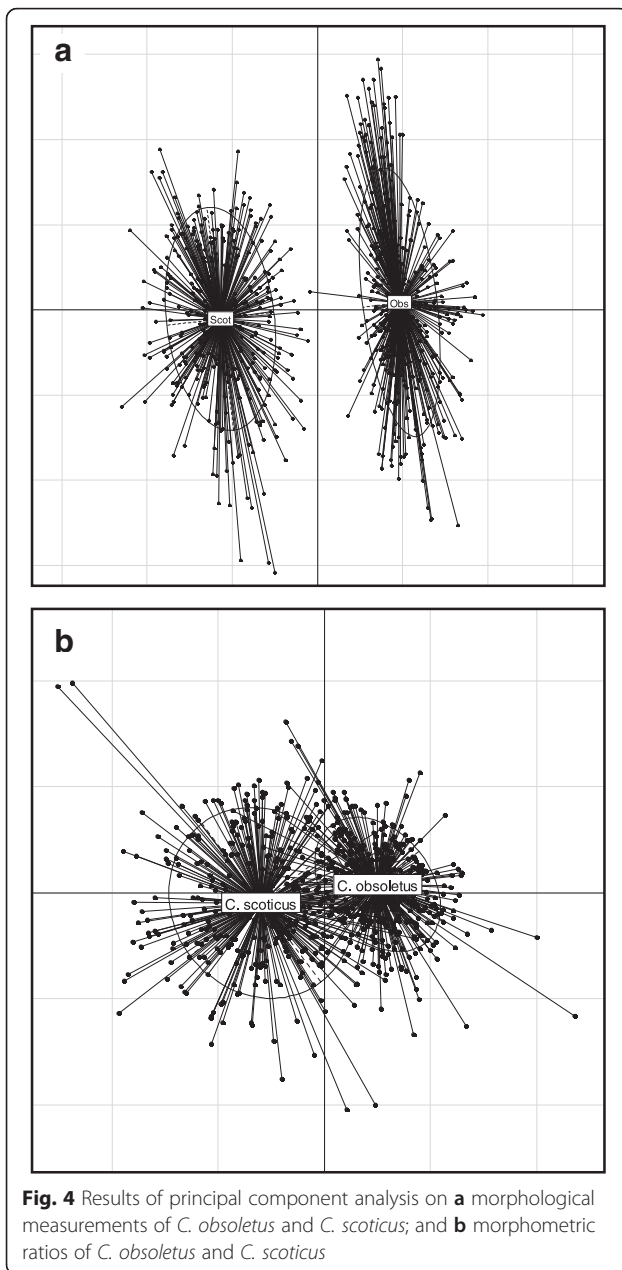 a
Scot
Obs
b
C. scoticus
C. obsoletus
Fig. 4 Results of principal component analysis on a morphological
measurements of C. obsoletus and C. scoticus; and b morphometric
ratios of C. obsoletus and C. scoticus